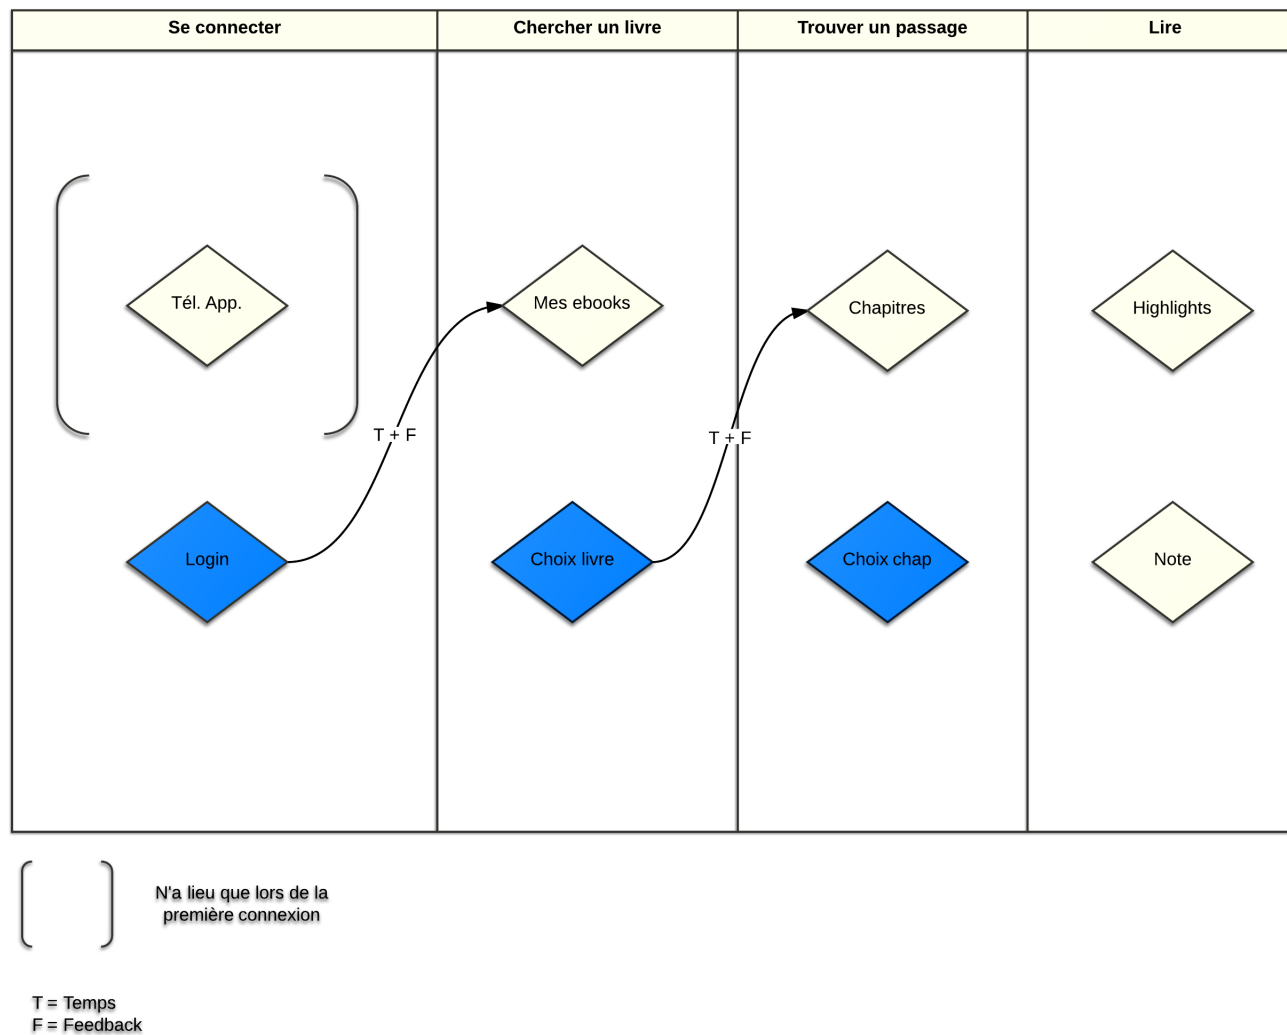 Se connecter
Chercher un livre
Trouver un passage
Lire
Tél. App.
Mes ebooks
Chapitres
Highlights
T + F
T + F
Login
Choix livre
Choix chap
Note
N'a lieu que lors de la
première connexion
T = Temps
F = Feedback